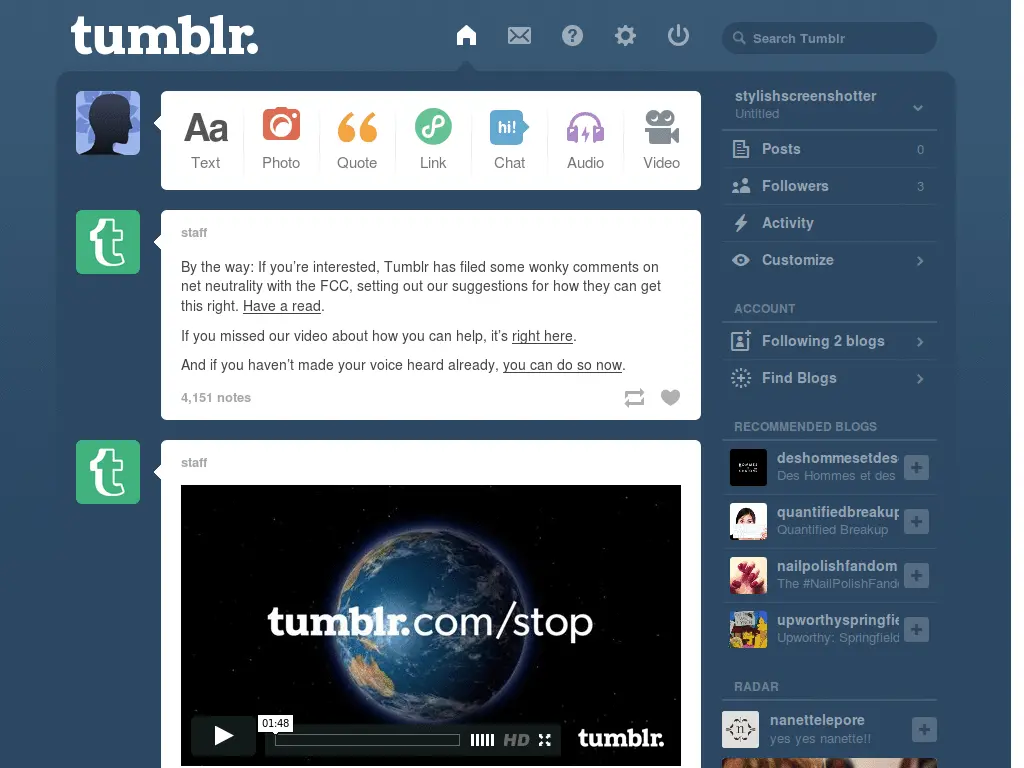 tumblr.
Search Tumblr
Aa
Text
Photo
Quote
Link
hi!
Chat
Audio
Video
staff
By the way: If you’re interested, Tumblr has filed some wonky comments on
net neutrality with the FCC, setting out our suggestions for how they can get
this right. Have a read.
If you missed our video about how you can help, it’s right here.
And if you haven’t made your voice heard already, you can do so now.
4,151 notes
staff
tumblr.com/stop
01:48
HD
tumblr.
stylishscreenshotter
Untitled
Posts 0
Followers 3
Activity
Customize
ACCOUNT
Following 2 blogs
Find Blogs
RECOMMENDED BLOGS
deshommesetdes
Des Hommes et des
quantifiedbreakup
Quantified Breakup
nailpolishfandom
The #NailPolishFand
upworthyspringfie
Upworthy: Springfield
RADAR
nanettelepore
yes yes nanette!!